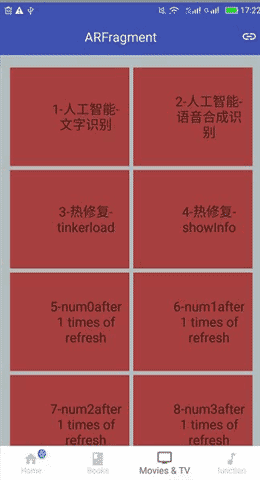 17:22
ARFragment
1-人工智能-
文字识别
2-人工智能-
语音合成识
别
3-热修复-
tinkerload
4-热修复-
showInfo
5-num0after
1 times of
refresh
6-num1after
1 times of
refresh
7-num2after
1 times of
refresh
8-num3after
1 times of
refresh
Home
Books
Movies & TV
function